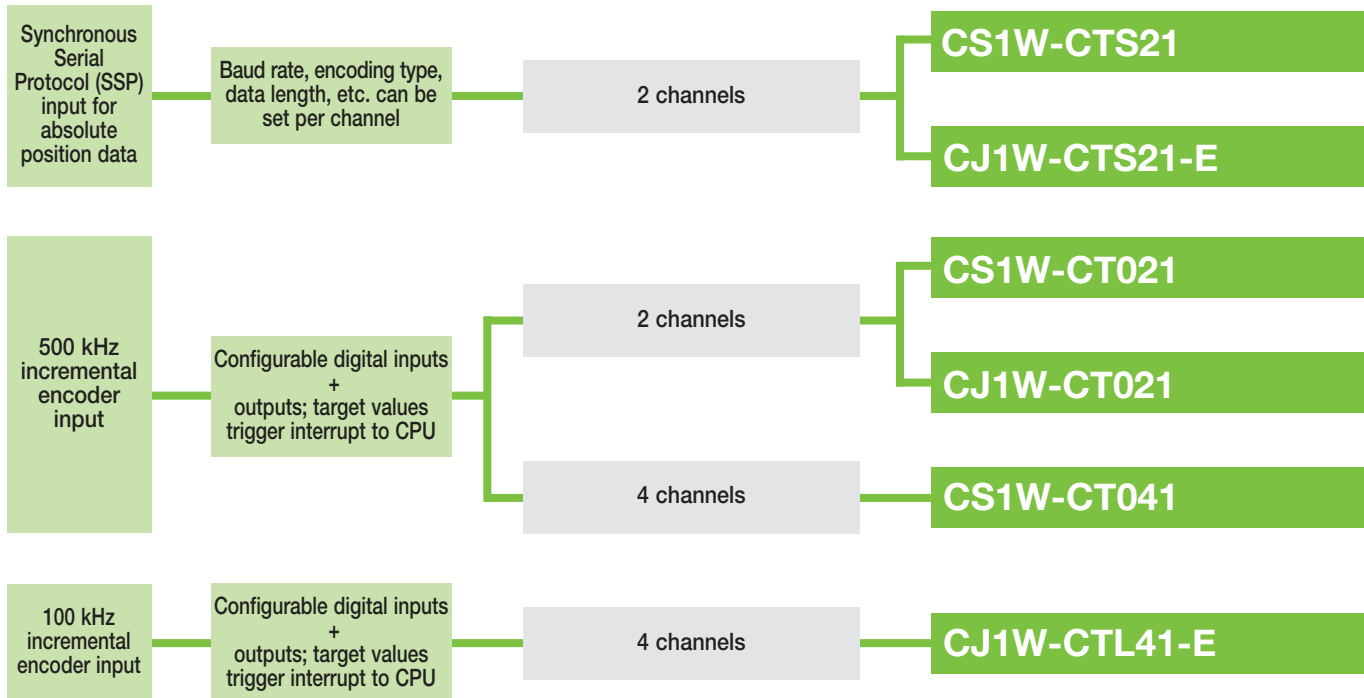 Synchronous
Serial
Protocol (SSP)
input for
absolute
position data
Baud rate, encoding type,
data length, etc. can be
set per channel
2 channels
CS1W-CTS21
CJ1W-CTS21-E
500 kHz
incremental
encoder
input
Configurable digital inputs
+
outputs; target values
trigger interrupt to CPU
2 channels
CS1W-CT021
CJ1W-CT021
4 channels
CS1W-CT041
100 kHz
incremental
encoder input
Configurable digital inputs
+
outputs; target values
trigger interrupt to CPU
4 channels
CJ1W-CTL41-E